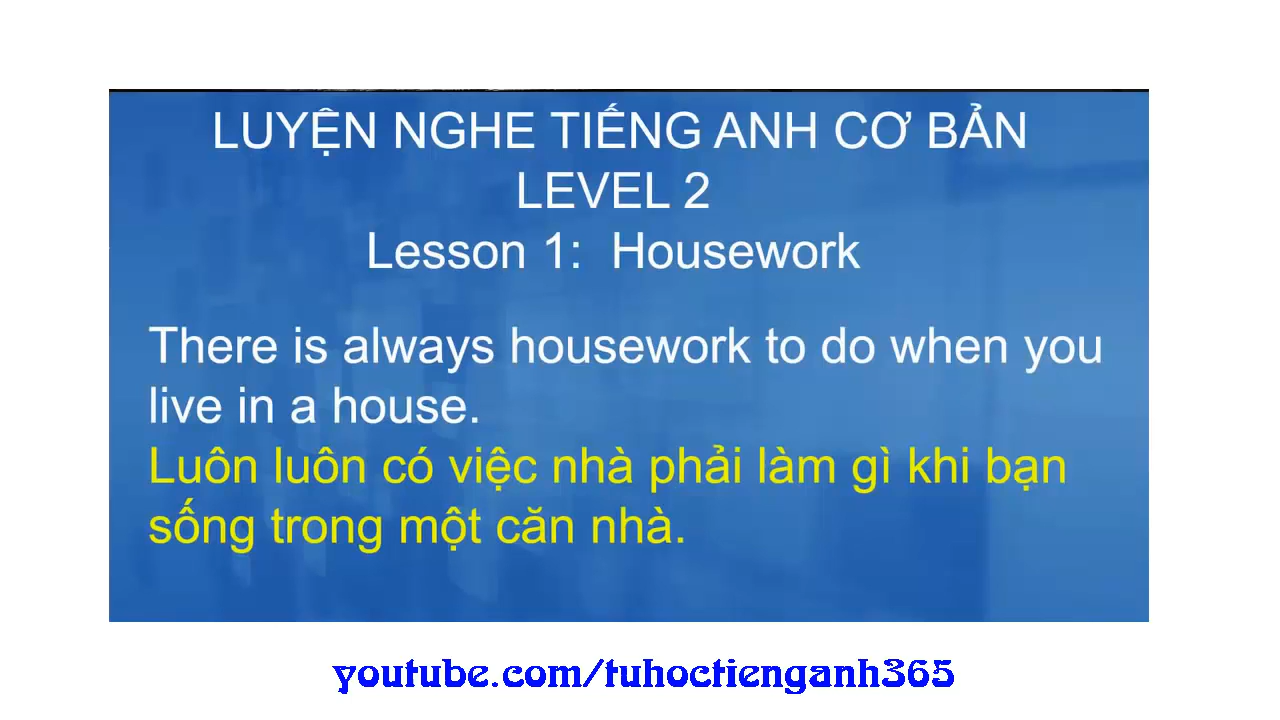 LUYỆN NGHE TIẾNG ANH CƠ BẢN
LEVEL 2
Lesson 1: Housework
There is always housework to do when you
live in a house.
Luôn luôn có việc nhà phải làm gì khi bạn
sống trong một căn nhà.
youtube.com/tuhoctienganh365